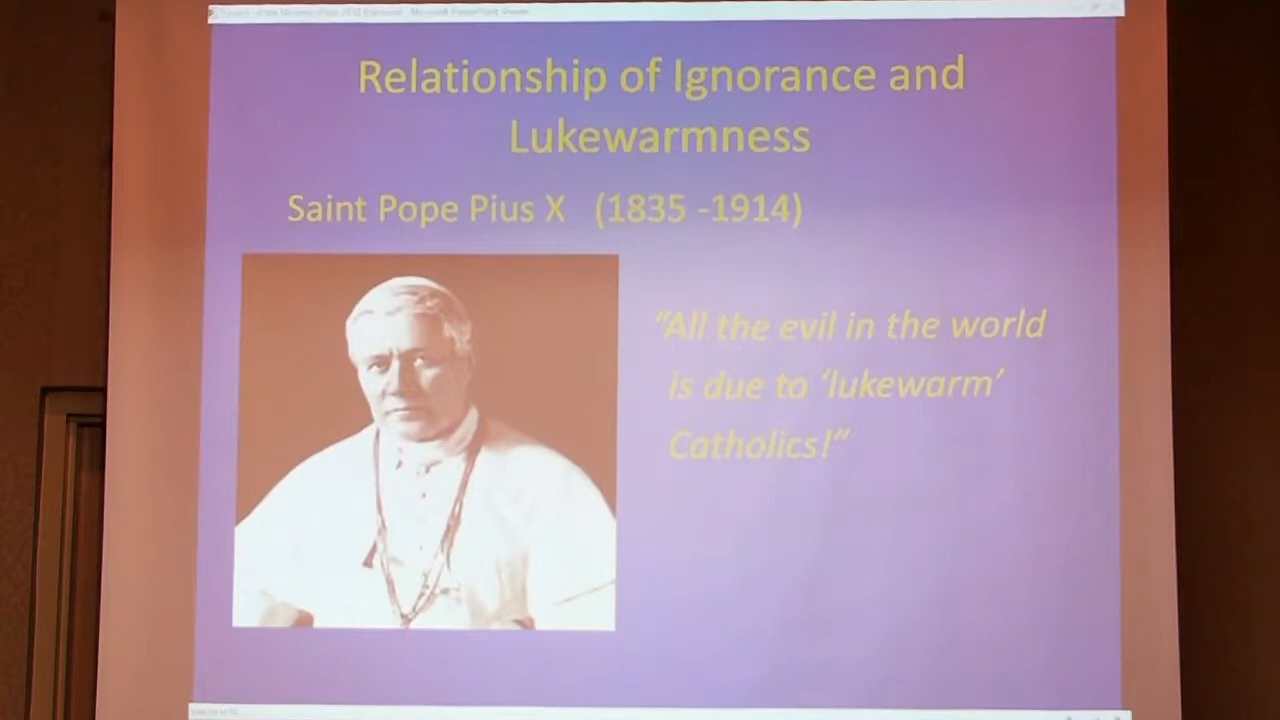 Relationship of Ignorance and
Lukewarmness
Saint Pope Pius X (1835 -1914)
“All the evil in the world
is due to ‘lukewarm’
Catholics!”